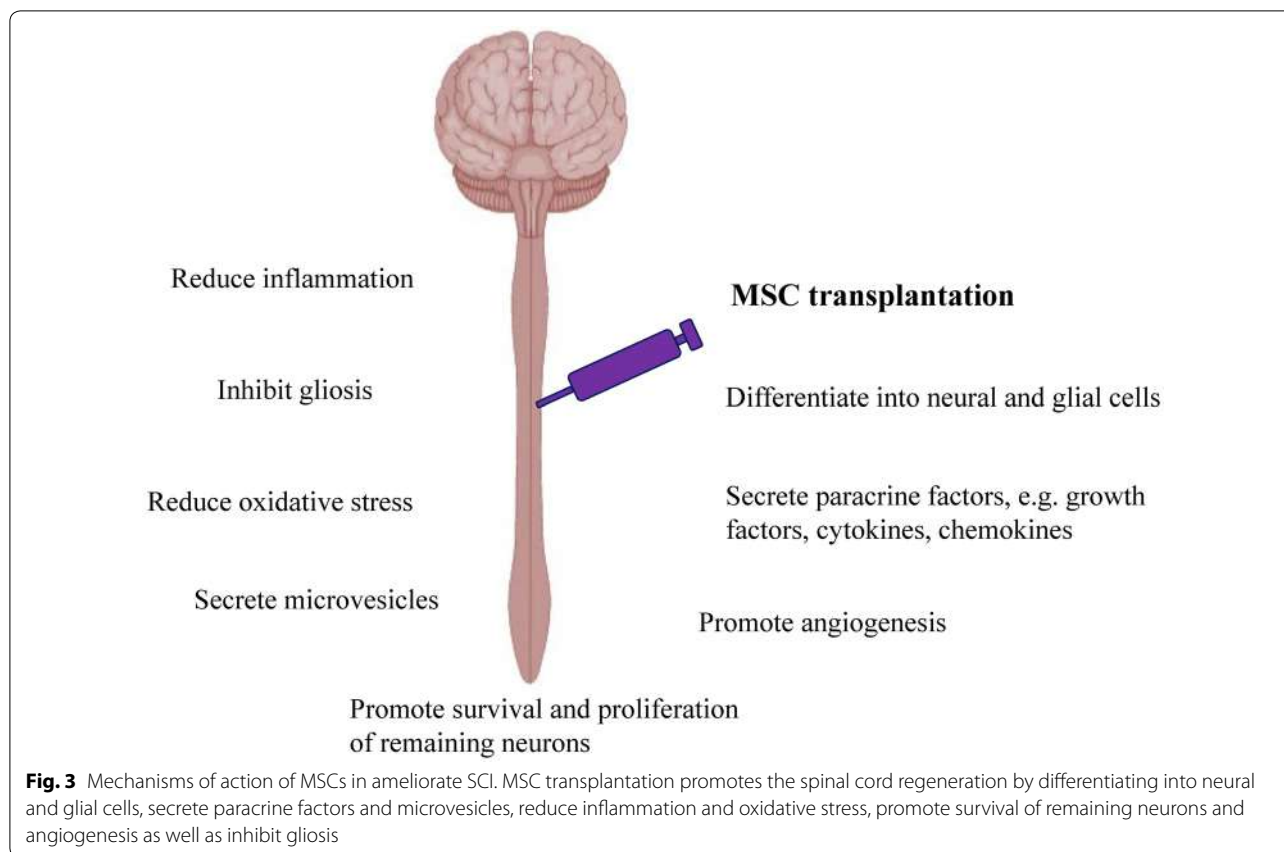 Reduce inflammation
MSC transplantation
Inhibit gliosis
Differentiate into neural and glial cells
Reduce oxidative stress
Secrete paracrine factors, e.g. growth
factors, cytokines, chemokines
Secrete microvesicles
Promote angiogenesis
Promote survival and proliferation
of remaining neurons
Fig. 3 Mechanisms of action of MSCs in ameliorate SCI. MSC transplantation promotes the spinal cord regeneration by differentiating into neural
and glial cells, secrete paracrine factors and microvesicles, reduce inflammation and oxidative stress, promote survival of remaining neurons and
angiogenesis as well as inhibit gliosis